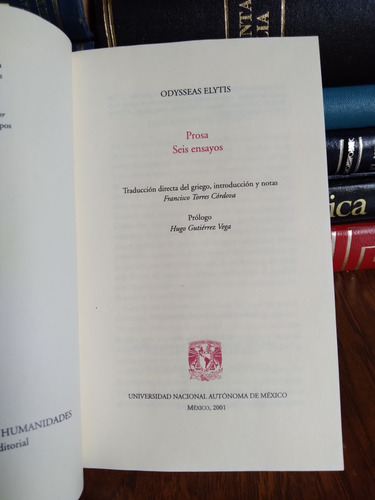 ODYSSEAS ELYTIS
Prosa
Seis ensayos
Traducción directa del griego, introducción y notas
Francisco Torres Córdova
Prólogo
Hugo Gutiérrez Vega
UNIVERSIDAD NACIONAL AUTÓNOMA DE MÉXICO
MÉXICO, 2001
HUMANIDADES
ditorial
ica